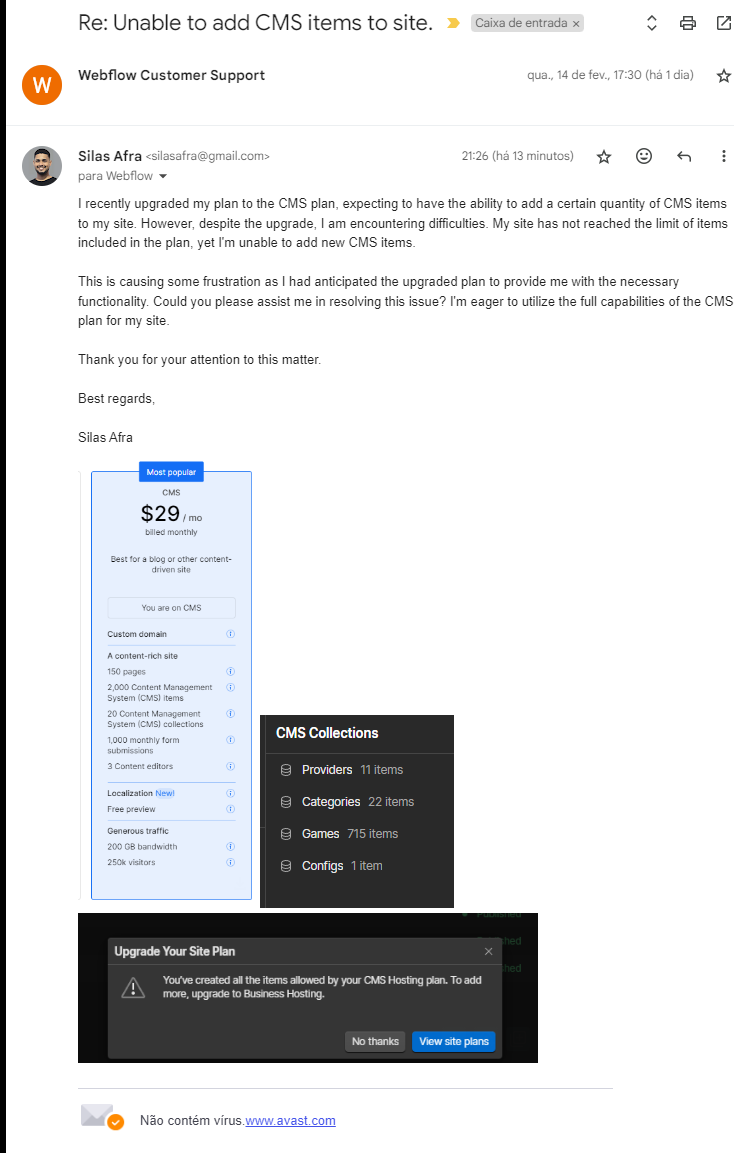 Re: Unable to add CMS items to site.
Caixa de entrada ×
W
Webflow Customer Support
qua., 14 de fev., 17:30 (há 1 dia)
Silas Afra <silasafra@gmail.com>
21:26 (há 13 minutos)
para Webflow
I recently upgraded my plan to the CMS plan, expecting to have the ability to add a certain quantity of CMS items
to my site. However, despite the upgrade, I am encountering difficulties. My site has not reached the limit of items
included in the plan, yet I'm unable to add new CMS items.
This is causing some frustration as I had anticipated the upgraded plan to provide me with the necessary
functionality. Could you please assist me in resolving this issue? I'm eager to utilize the full capabilities of the CMS
plan for my site.
Thank you for your attention to this matter.
Best regards,
Silas Afra
Most popular
CMS
$29 / mo
billed monthly
Best for a blog or other content-
driven site
You are on CMS
Custom domain
A content-rich site
150 pages
2,000 Content Management
System (CMS) items
20 Content Management
System (CMS) collections
1,000 monthly form
submissions
3 Content editors
Localization New!
Free preview
Generous traffic
200 GB bandwidth
250k visitors
CMS Collections
Providers 11 items
Categories 22 items
Games 715 items
Configs 1 item
Published
shed
hed
Upgrade Your Site Plan
You've created all the items allowed by your CMS Hosting plan. To add
more, upgrade to Business Hosting.
No thanks
View site plans
Não contém vírus.www.avast.com